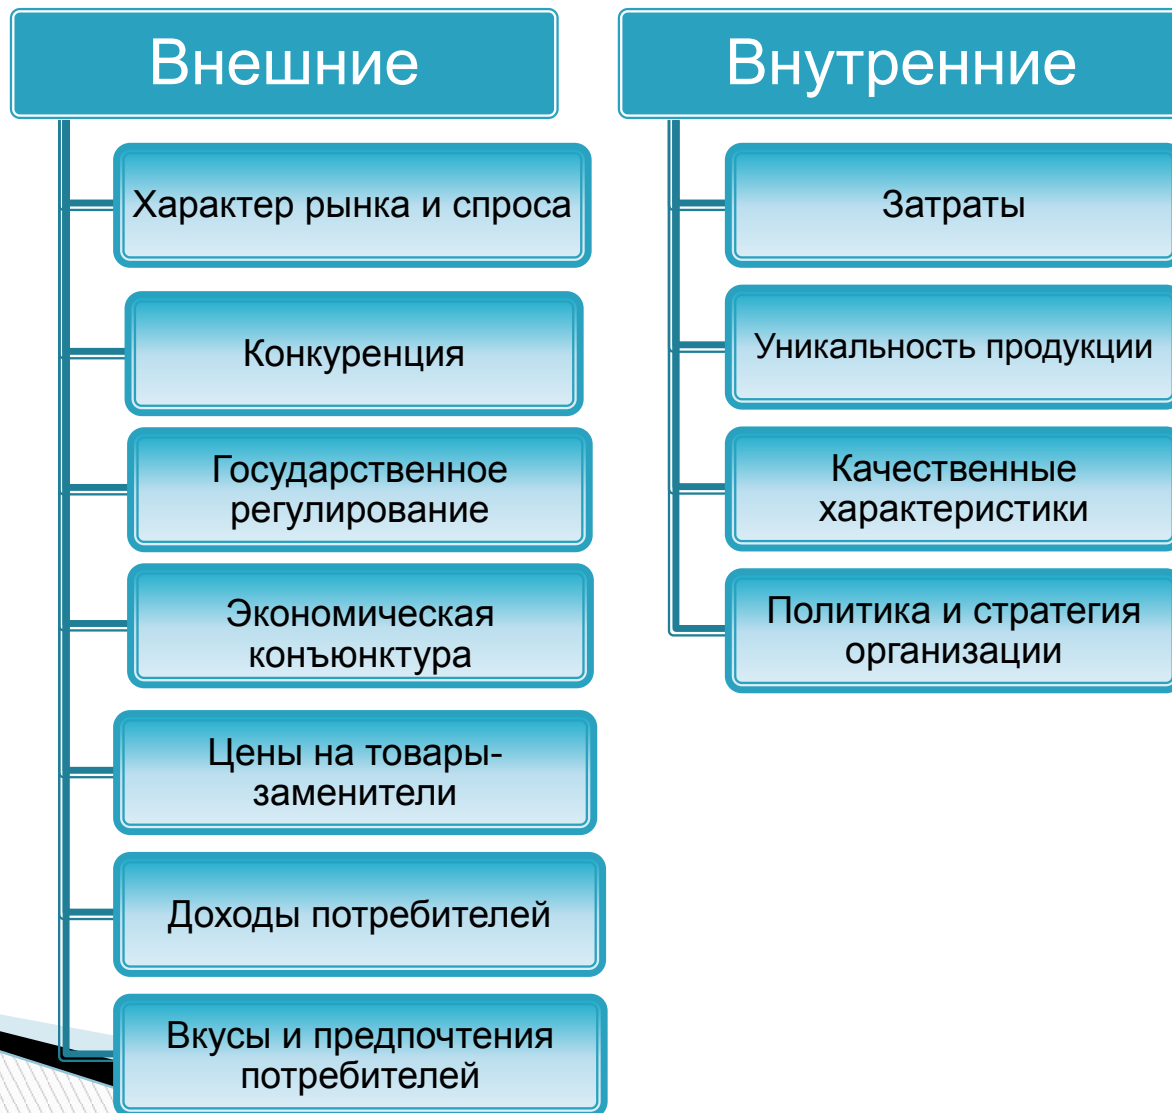 Внешние
Характер рынка и спроса
Конкуренция
Государственное
регулирование
Экономическая
конъюнктура
Цены на товары-
заменители
Доходы потребителей
Вкусы и предпочтения
потребителей
Внутренние
Затраты
Уникальность продукции
Качественные
характеристики
Политика и стратегия
организации